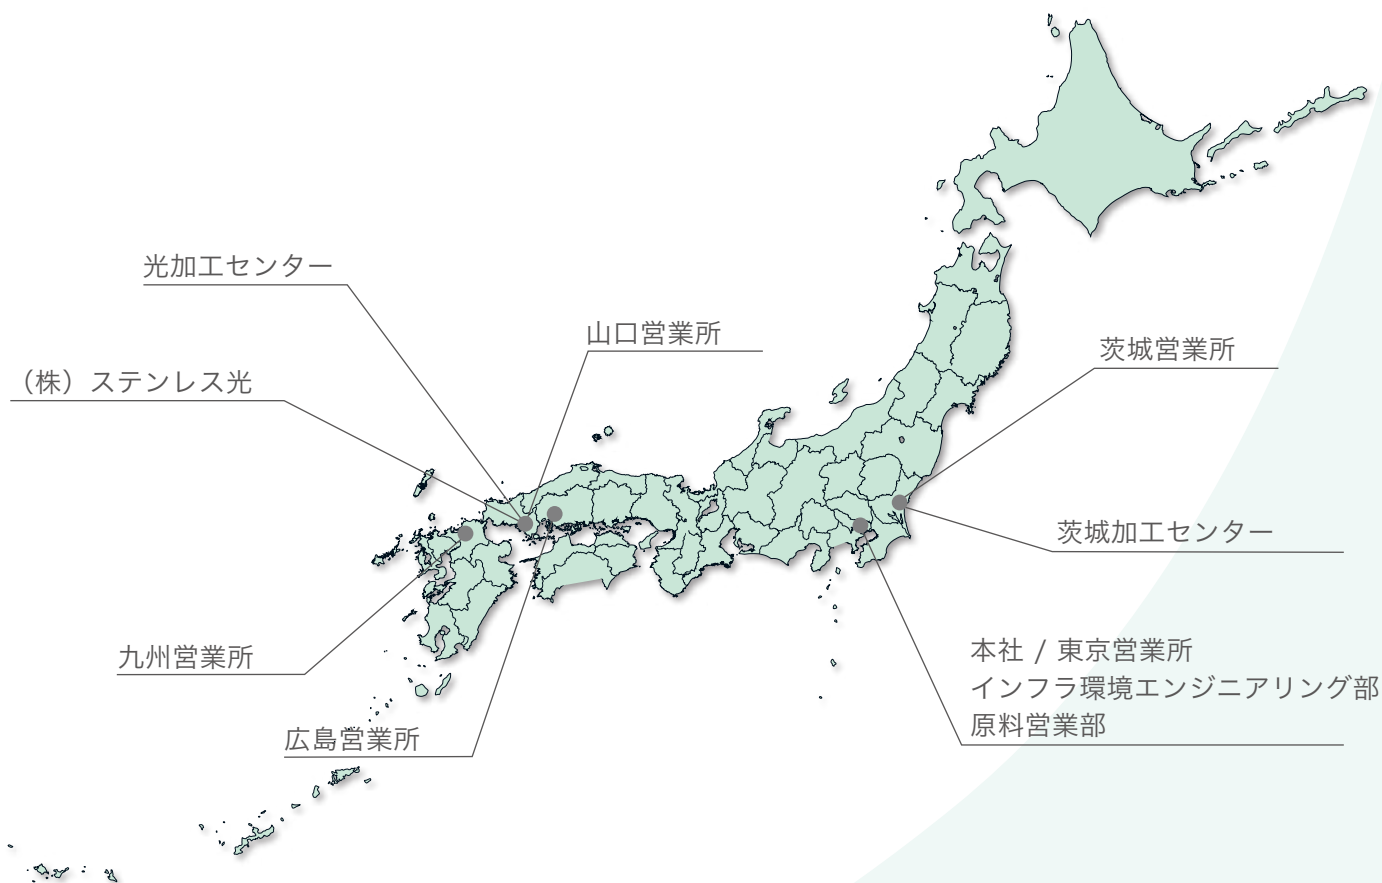 光加工センター
山口営業所
茨城営業所
（株）ステンレス光
茨城加工センター
九州営業所
本社 / 東京営業所
インフラ環境エンジニアリング部
原料営業部
広島営業所